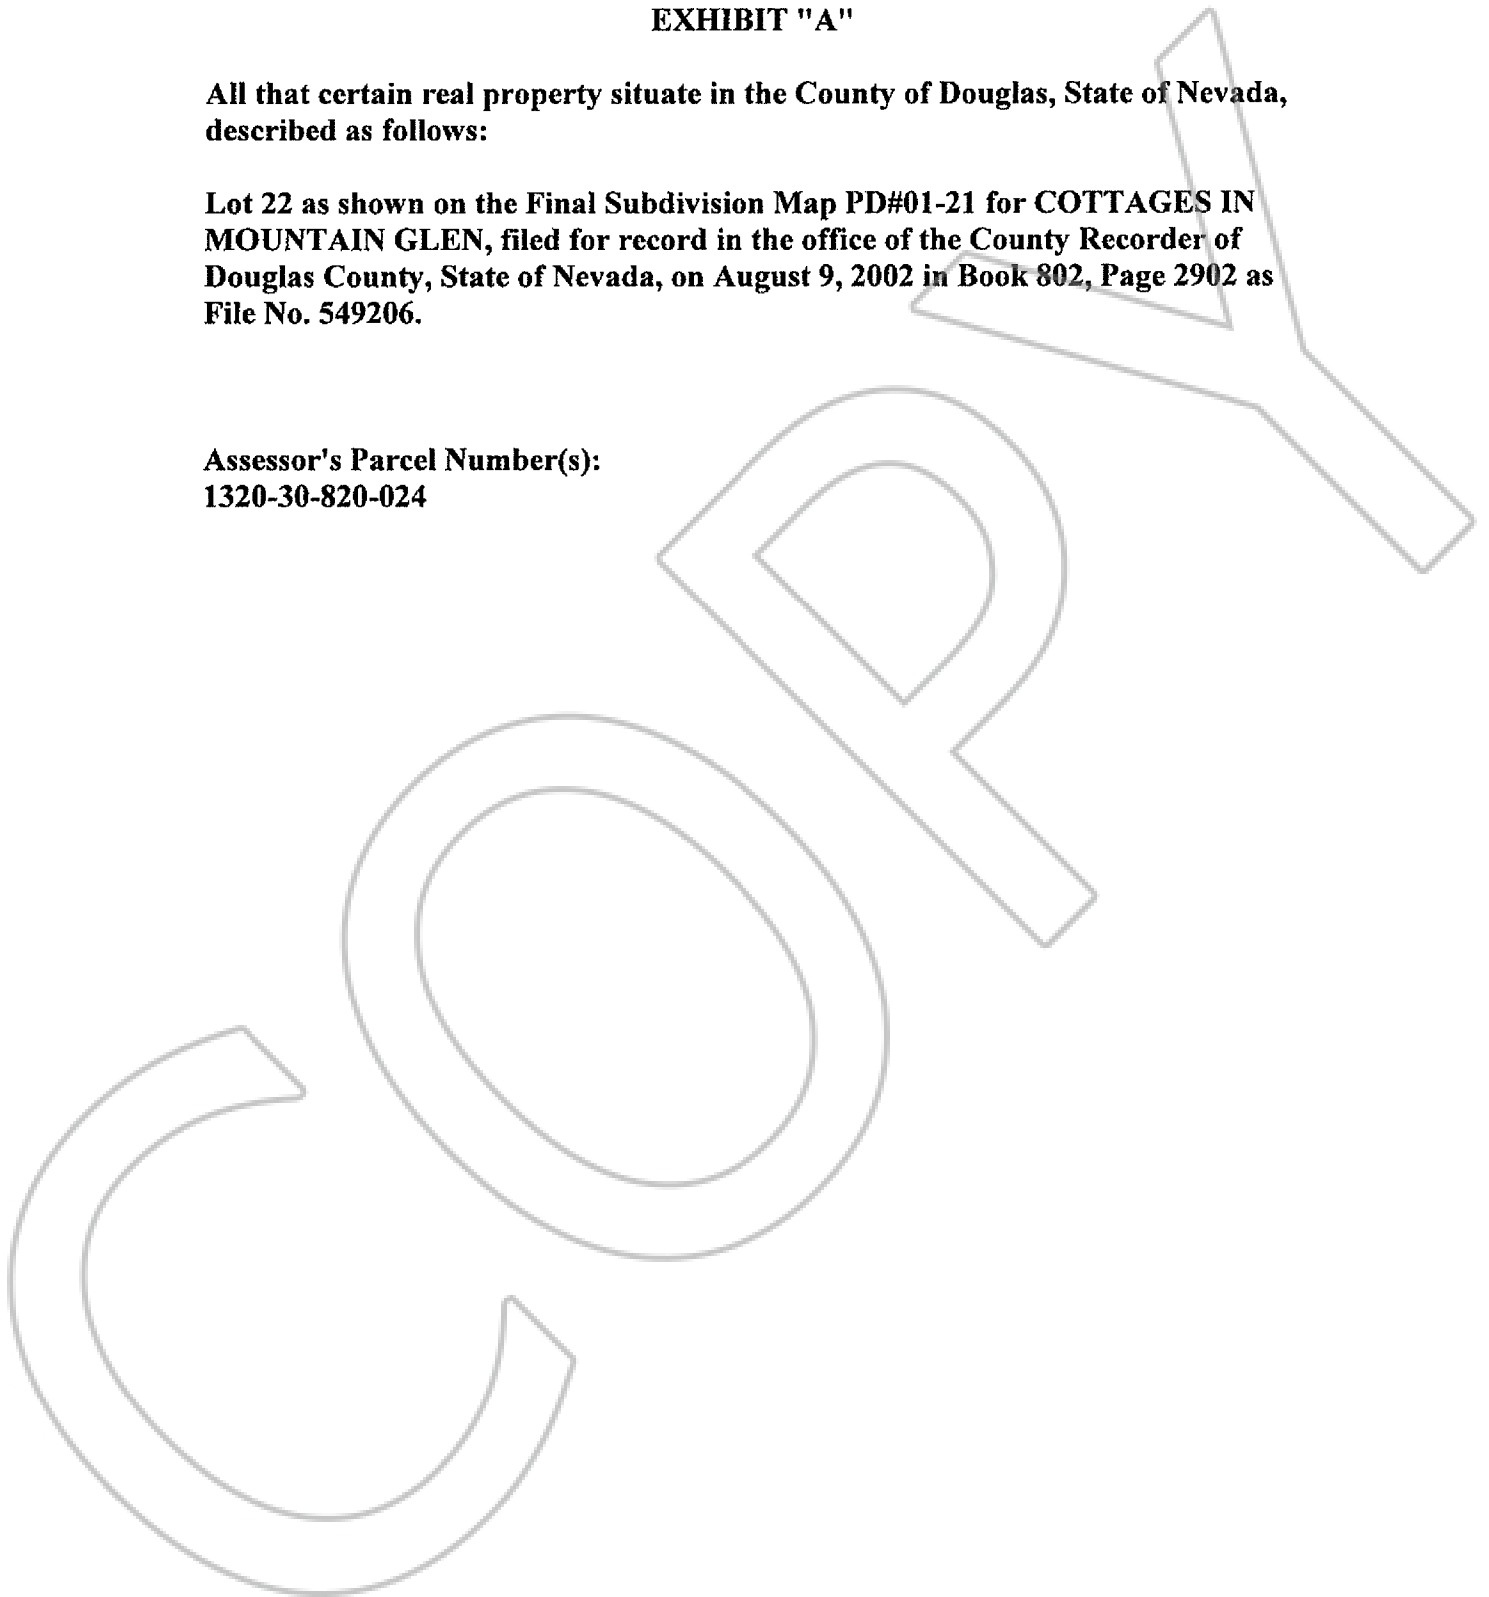 EXHIBIT "A"
All that certain real property situate in the County of Douglas, State of Nevada,
described as follows:
Lot 22 as shown on the Final Subdivision Map PD#01-21 for COTTAGES IN
MOUNTAIN GLEN, filed for record in the office of the County Recorder of
Douglas County, State of Nevada, on August 9, 2002 in Book 802, Page 2902 as
File No. 549206.
Assessor's Parcel Number(s):
1320-30-820-024
COPY